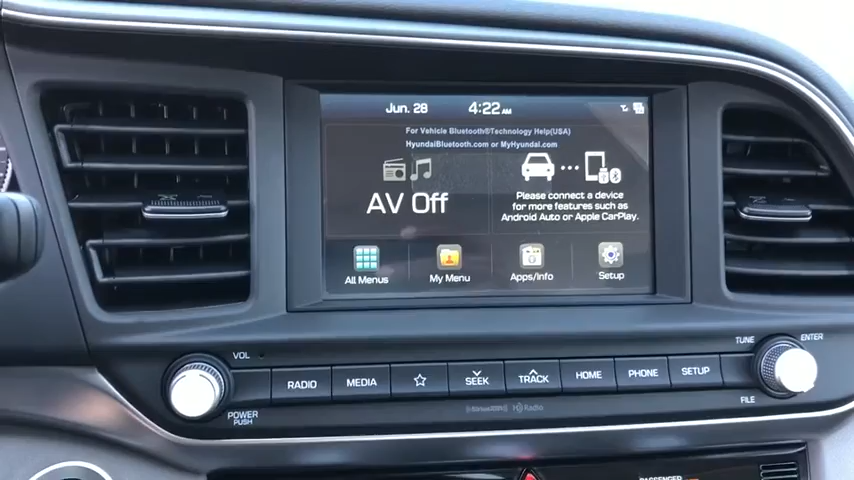 Jun. 28 4:22 AM
For Vehicle Bluetooth®Technology Help(USA)
HyundaiBluetooth.com or MyHyundai.com
AV Off
Please connect a device
for more features such as
Android Auto or Apple CarPlay.
All Menus
My Menu
Apps/Info
Setup
VOL
POWER
PUSH
RADIO
MEDIA
SEEK
TRACK
HOME
PHONE
SETUP
TUNE
ENTER
FILE
SiriusXM HD Radio
PASSENGER